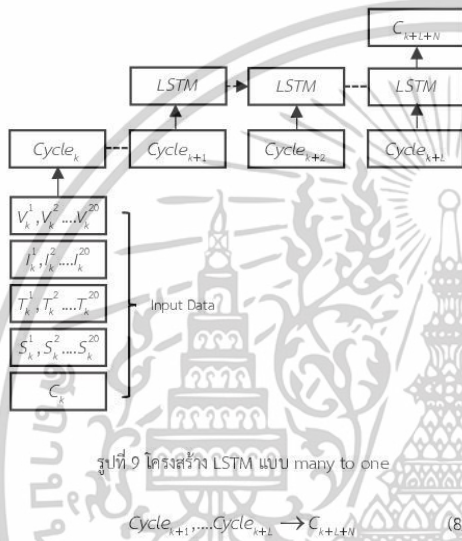 C_{k+L+N}
LSTM LSTM LSTM
Cycle_k Cycle_{k+1} Cycle_{k+2} Cycle_{k+L}
V_k^1, V_k^2 .... V_k^20
I_k^1, I_k^2 .... I_k^20
T_k^1, T_k^2 .... T_k^20
Input Data
S_k^1, S_k^2 .... S_k^20
C_k
รูปที่ 9 โครงสร้าง LSTM แบบ many to one
Cycle_{k+1},....Cycle_{k+L} → C_{k+L+N} (8